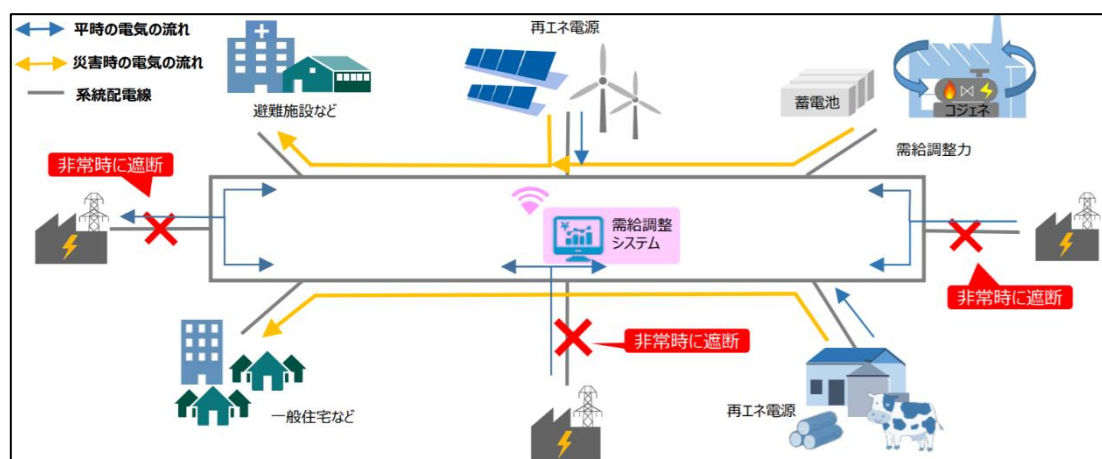 平時の電気の流れ
災害時の電気の流れ
系統配電線
避難施設など
再エネ電源
蓄電池
コジェネ
需給調整力
非常時に遮断
需給調整
システム
非常時に遮断
非常時に遮断
一般住宅など
再エネ電源